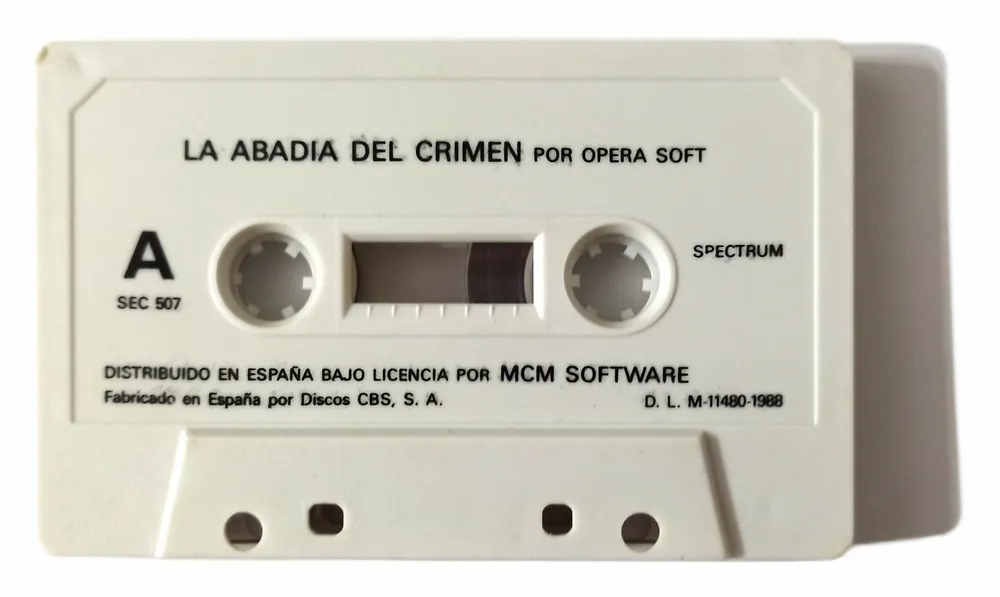 LA ABADIA DEL CRIMEN POR OPERA SOFT
A
SPECTRUM
SEC 507
DISTRIBUIDO EN ESPAÑA BAJO LICENCIA POR MCM SOFTWARE
Fabricado en España por Discos CBS, S. A. D. L. M-11480-1988